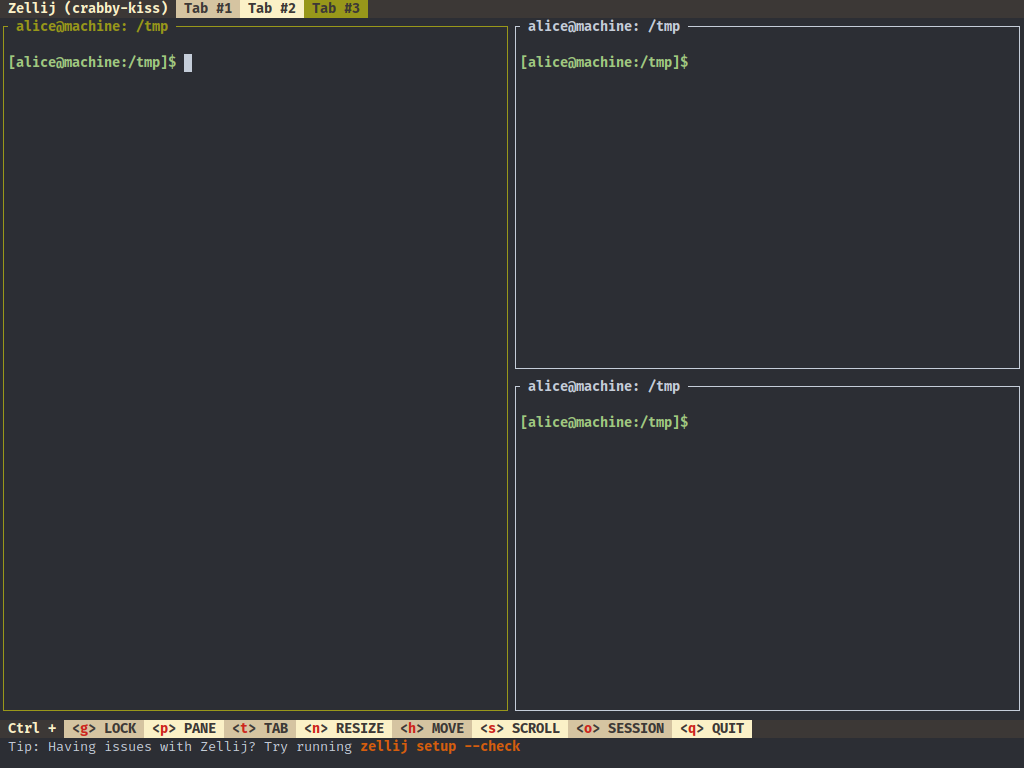 Zellij (crabby-kiss) Tab #1 Tab #2 Tab #3
alice@machine: /tmp
[alice@machine:/tmp]$
alice@machine: /tmp
[alice@machine:/tmp]$
alice@machine: /tmp
[alice@machine:/tmp]$
Ctrl + <g> LOCK <p> PANE <t> TAB <n> RESIZE <h> MOVE <s> SCROLL <o> SESSION <q> QUIT
Tip: Having issues with Zellij? Try running zellij setup --check